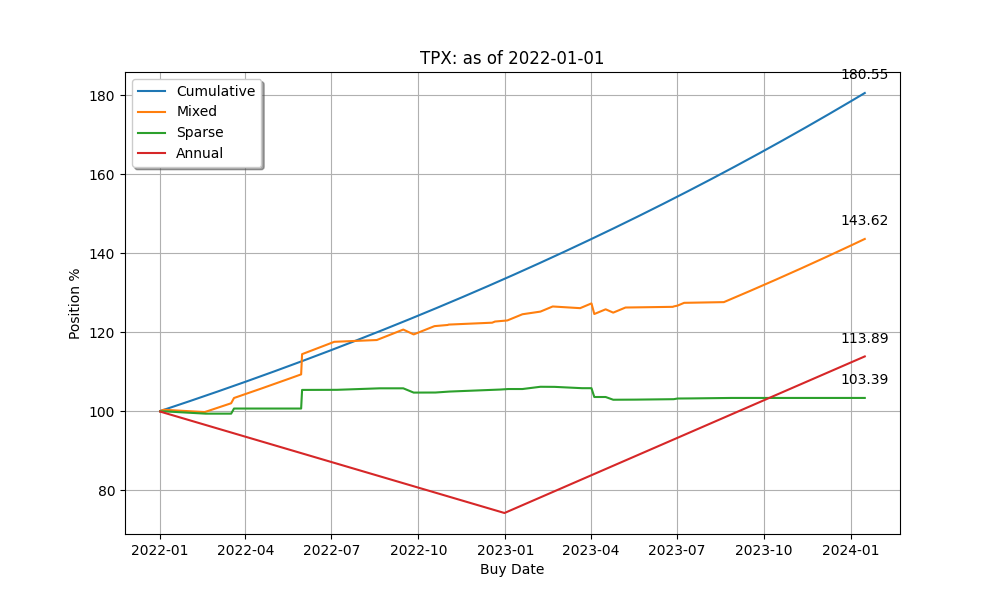 TPX: as of 2022-01-01
Cumulative
Mixed
Sparse
Annual
180.55
143.62
113.89
103.39
Position %
180
160
140
120
100
80
2022-01 2022-04 2022-07 2022-10 2023-01 2023-04 2023-07 2023-10 2024-01
Buy Date